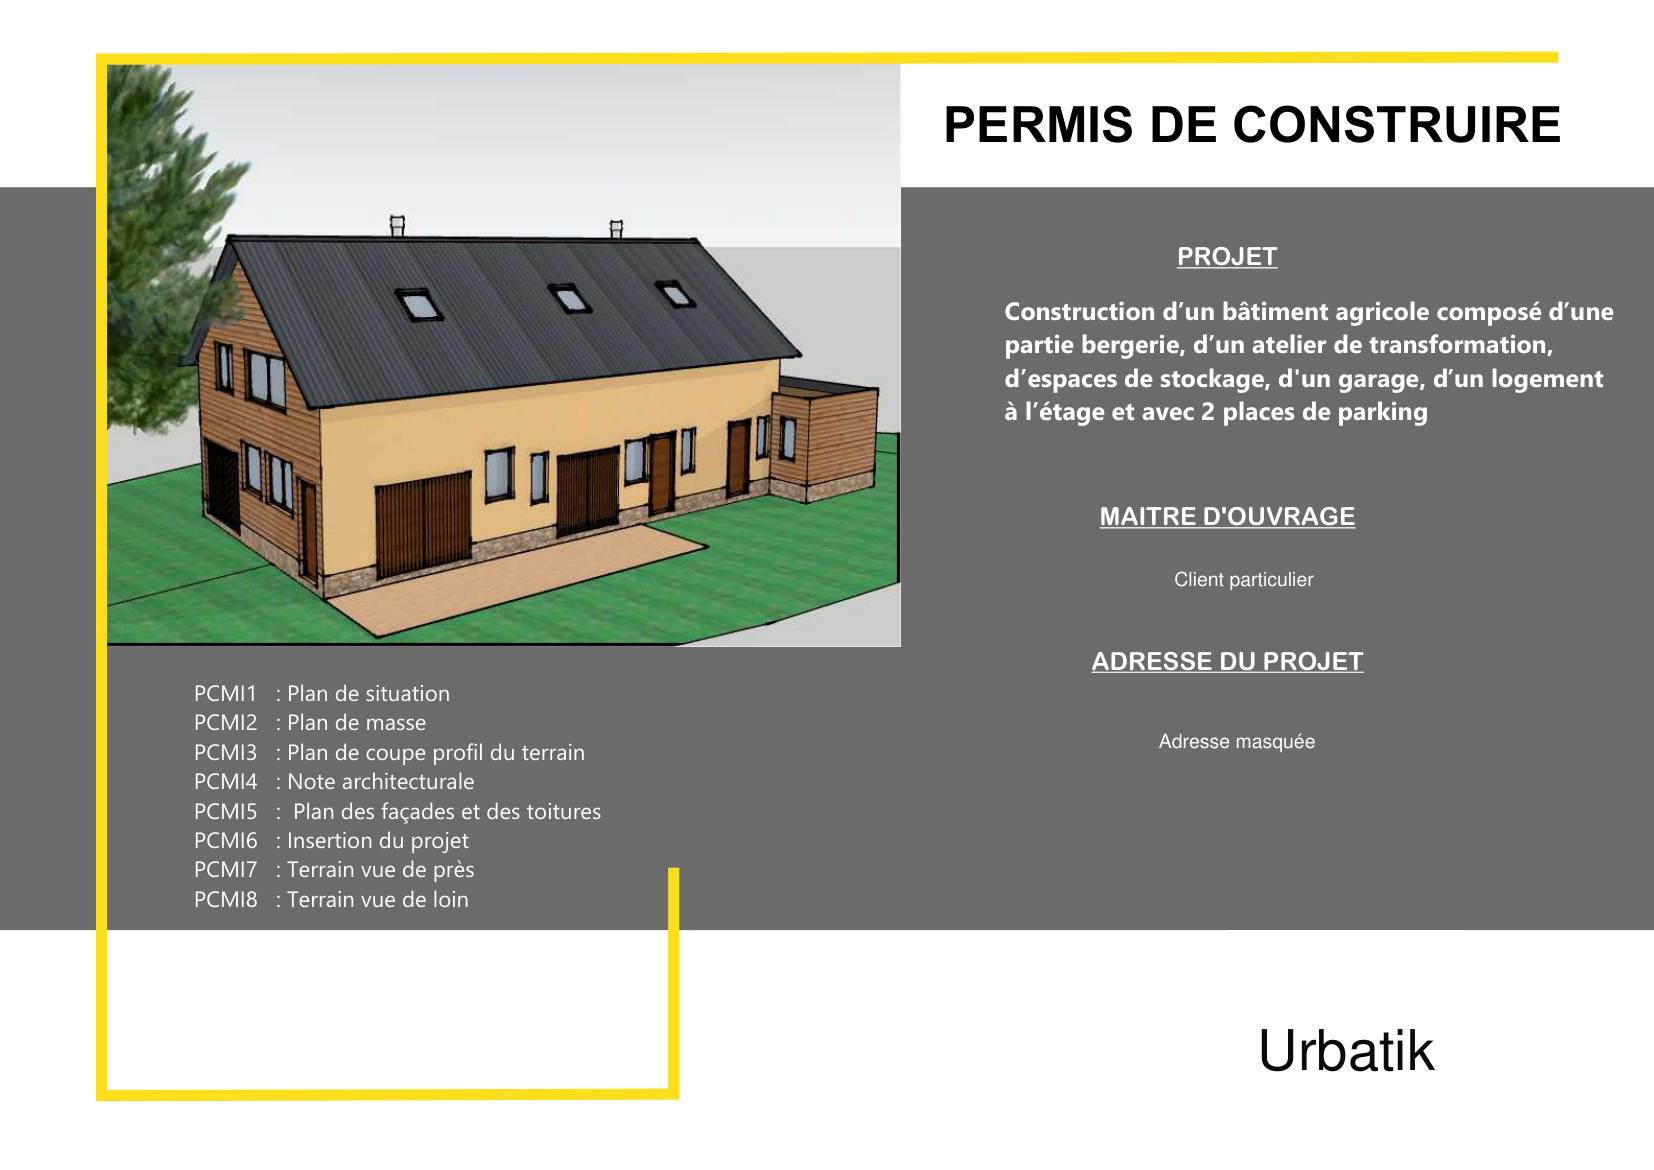 PERMIS DE CONSTRUIRE
PROJET
Construction d’un bâtiment agricole composé d’une
partie bergerie, d’un atelier de transformation,
d’espaces de stockage, d'un garage, d’un logement
à l’étage et avec 2 places de parking
MAITRE D'OUVRAGE
Client particulier
ADRESSE DU PROJET
Adresse masquée
PCMI1 : Plan de situation
PCMI2 : Plan de masse
PCMI3 : Plan de coupe profil du terrain
PCMI4 : Note architecturale
PCMI5 : Plan des façades et des toitures
PCMI6 : Insertion du projet
PCMI7 : Terrain vue de près
PCMI8 : Terrain vue de loin
Urbatik